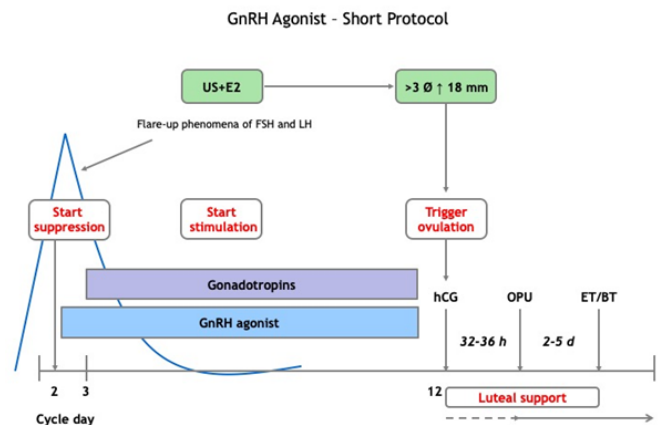 GnRH Agonist - Short Protocol
US+E2
>3 Ø ↑ 18 mm
Flare-up phenomena of FSH and LH
Start
suppression
Start
stimulation
Trigger
ovulation
Gonadotropins
GnRH agonist
hCG
OPU
ET/BT
32-36 h
2-5 d
2
3
12
Luteal support
Cycle day